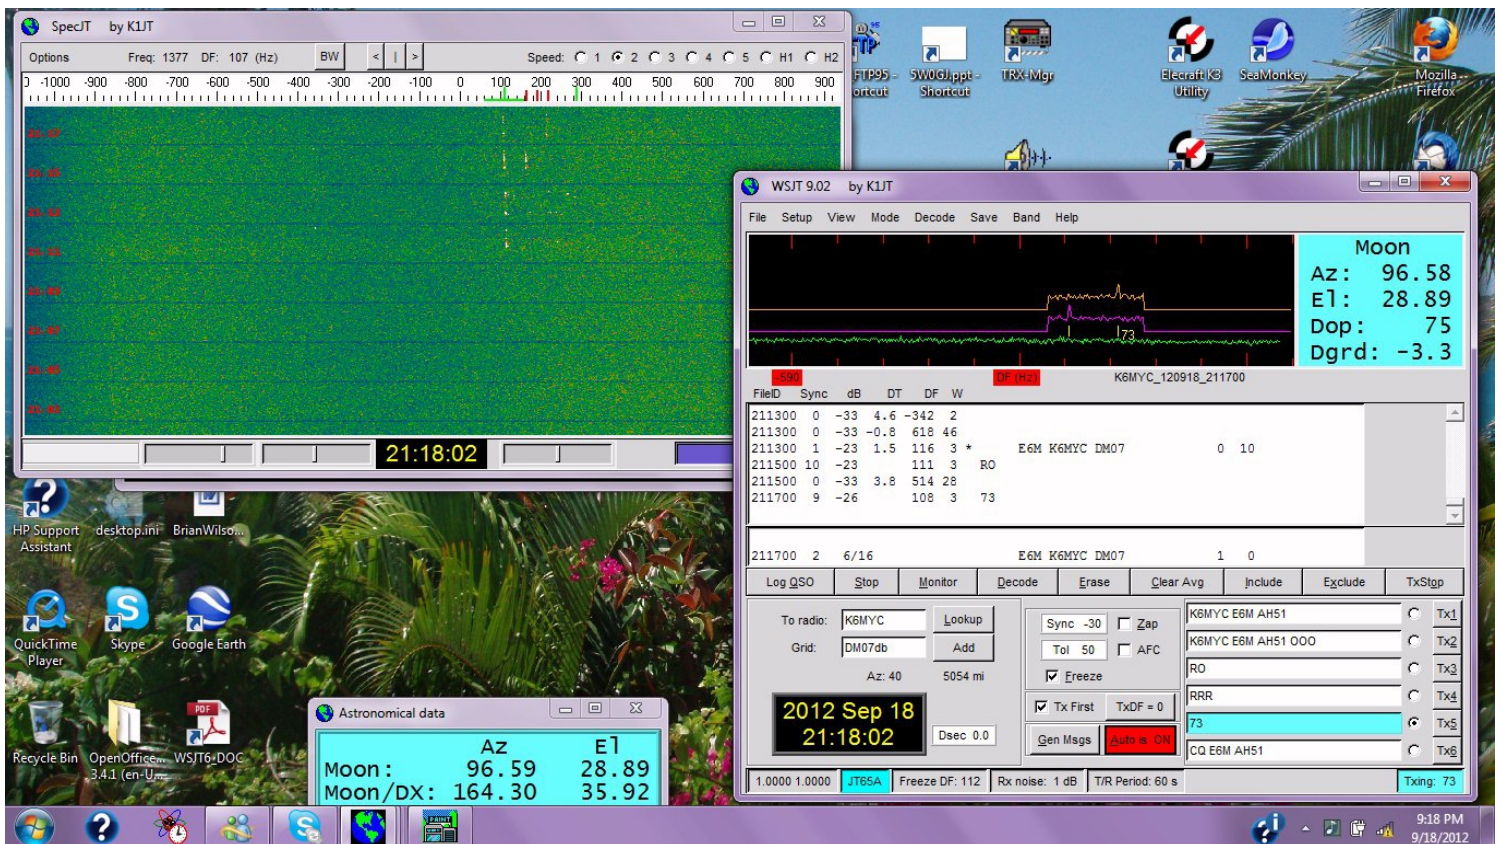 SpecJT by K1JT
Options Freq: 1377 DF: 107 (Hz) BW < | > Speed: 1 2 3 4 5 H1 H2
-1000 -900 -800 -700 -600 -500 -400 -300 -200 -100 0 100 200 300 400 500 600 700 800 900
21:18:02
SW0GJ.ppt - Shortcut
TRX-Mgr
Elecraft K3 Utility
SeaMonkey
Mozilla Firefox
WSJT 9.02 by K1JT
File Setup View Mode Decode Save Band Help
73
Moon
Az: 96.58
El: 28.89
Dop: 75
Dgrd: -3.3
-590 DF (Hz) K6MYC_120918_211700
FileID Sync dB DT DF W
211300 0 -33 4.6 -342 2
211300 0 -33 -0.8 618 46
211300 1 -23 1.5 116 3 * E6M K6MYC DM07 0 10
211500 10 -23 111 3 RO
211500 0 -33 3.8 514 28
211700 9 -26 108 3 73
211700 2 6/16 E6M K6MYC DM07 1 0
Log QSO Stop Monitor Decode Erase Clear Avg Include Exclude TxStop
To radio: K6MYC Lookup
Grid: DM07db Add
Az: 40 5054 mi
2012 Sep 18
21:18:02
Dsec 0.0
Sync -30 Zap
Tol 50 AFC
Freeze
Tx First TxDF = 0
Gen Msgs Auto is ON
K6MYC E6M AH51 Tx1
K6MYC E6M AH51 OOO Tx2
RO Tx3
RRR Tx4
73 Tx5
CQ E6M AH51 Tx6
1.0000 1.0000 JT65A Freeze DF: 112 Rx noise: 1 dB T/R Period: 60 s Txing: 73
HP Support Assistant
desktop.ini
BrianWilso...
QuickTime Player
Skype
Google Earth
Recycle Bin
OpenOffice... 3.4.1 (en-U...
PDF
WSJT6_DOC
Astronomical data
Az El
Moon: 96.59 28.89
Moon/DX: 164.30 35.92
PAINT
9:18 PM
9/18/2012